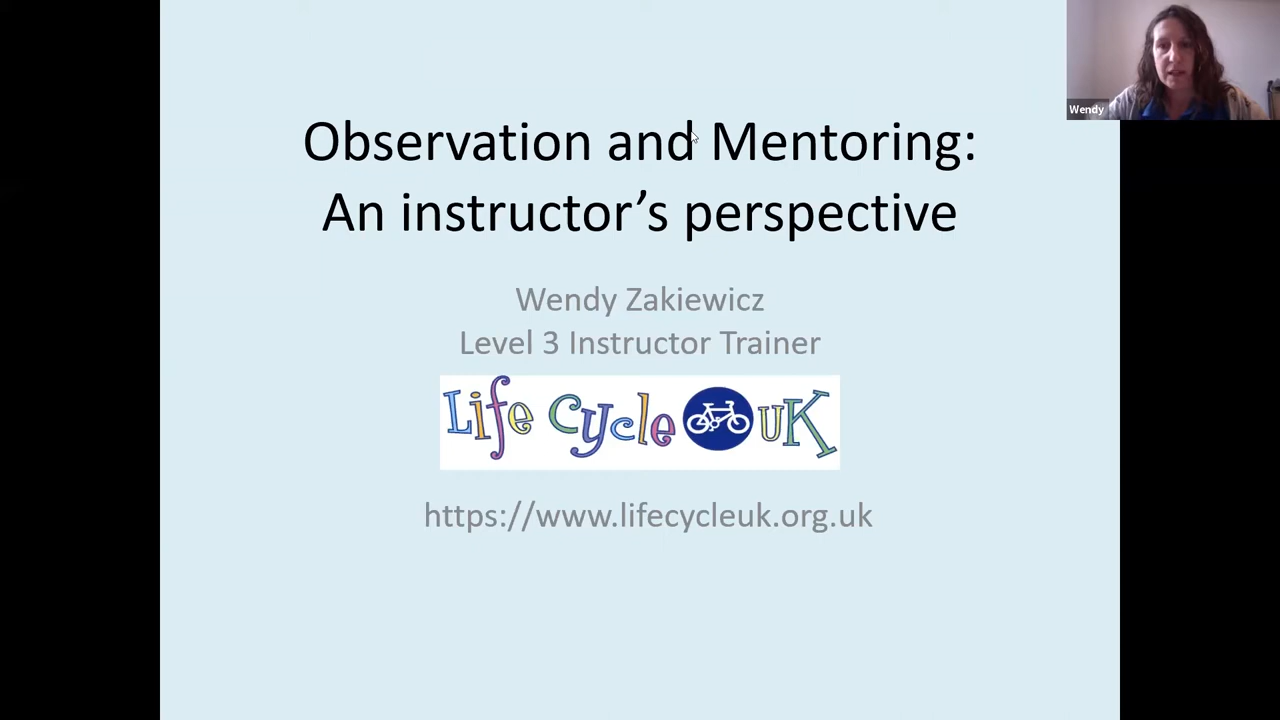 Observation and Mentoring:
An instructor’s perspective
Wendy Zakiewicz
Level 3 Instructor Trainer
Life Cycle UK
https://www.lifecycleuk.org.uk
Wendy